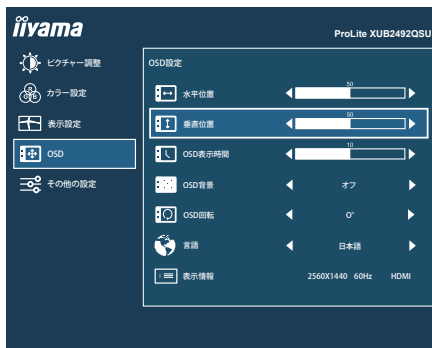 iiyama
ProLite XUB2492QSU
ピクチャー調整
カラー設定
表示設定
OSD
その他の設定
OSD設定
水平位置 50
垂直位置 50
OSD表示時間 10
OSD背景 オフ
OSD回転 0°
言語 日本語
表示情報 2560X1440 60Hz HDMI